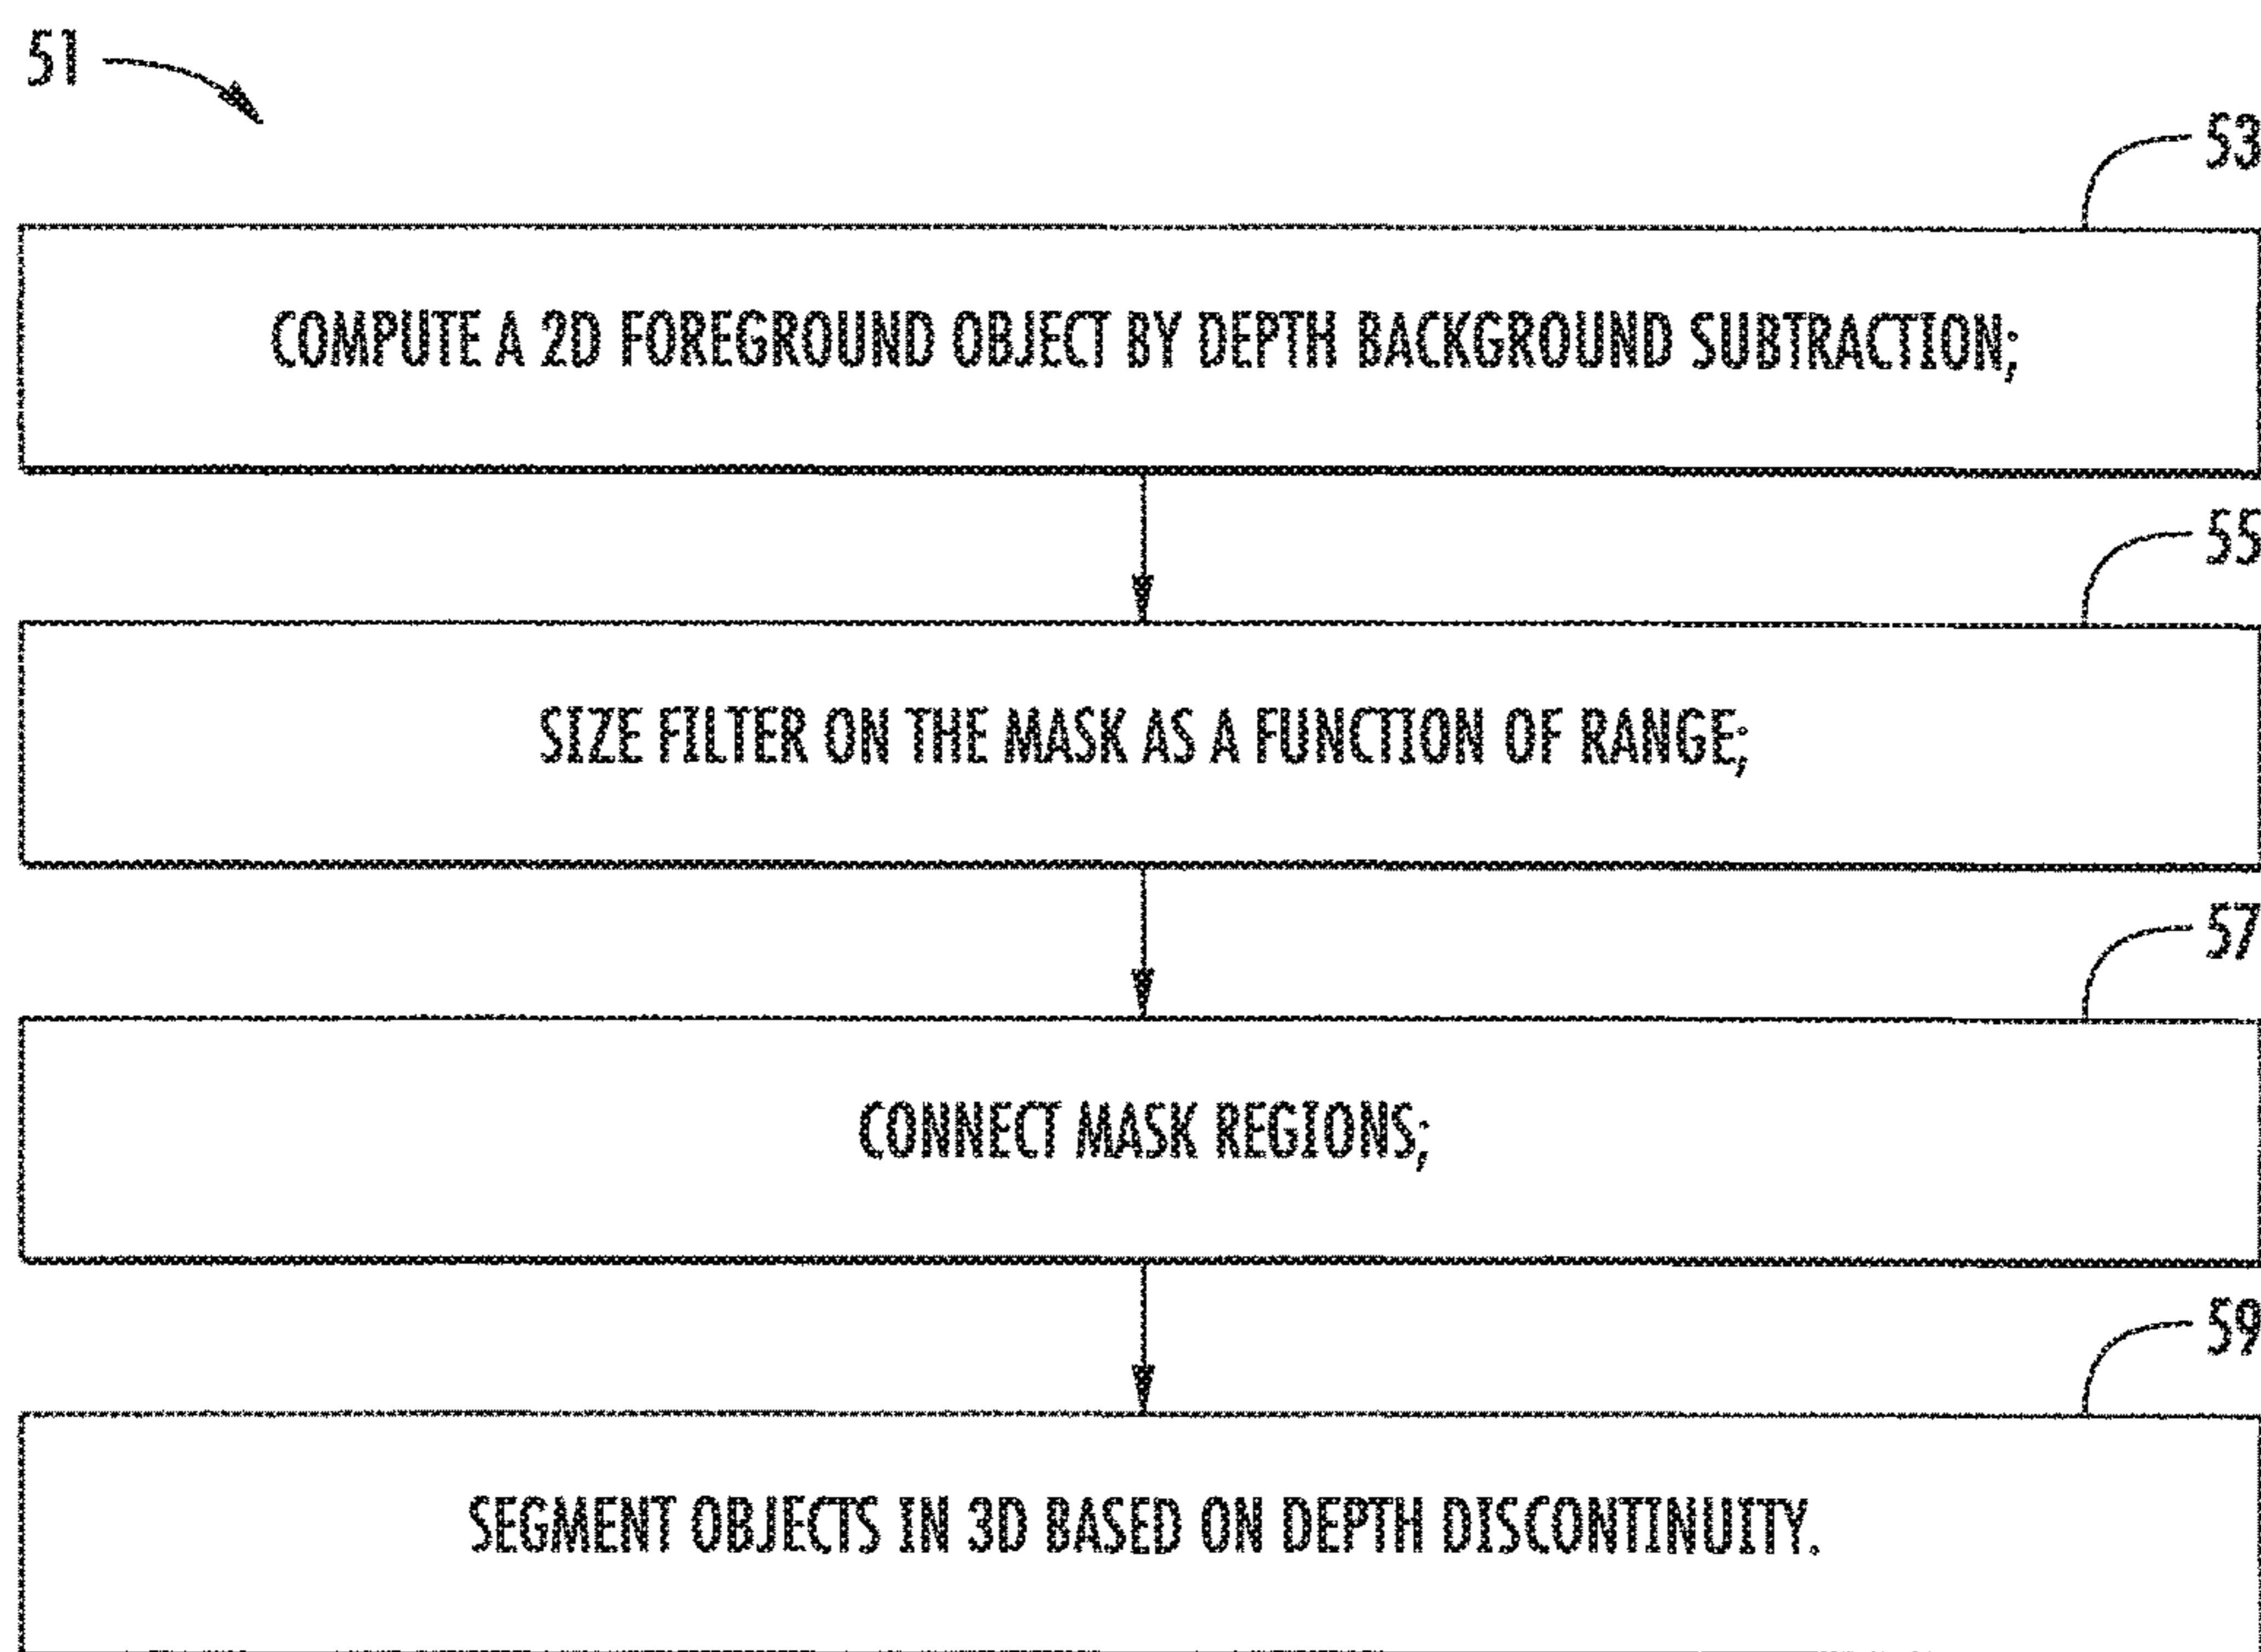 51
53
COMPUTE A 2D FOREGROUND OBJECT BY DEPTH BACKGROUND SUBTRACTION;
55
SIZE FILTER ON THE MASK AS A FUNCTION OF RANGE;
57
CONNECT MASK REGIONS;
59
SEGMENT OBJECTS IN 3D BASED ON DEPTH DISCONTINUITY.